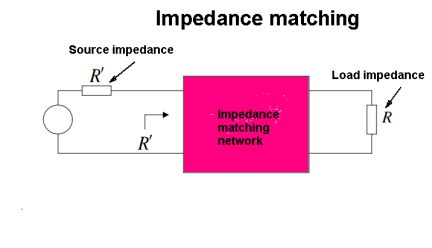 Impedance matching
Source impedance
R'
Load impedance
R'
impedance
matching
network
R